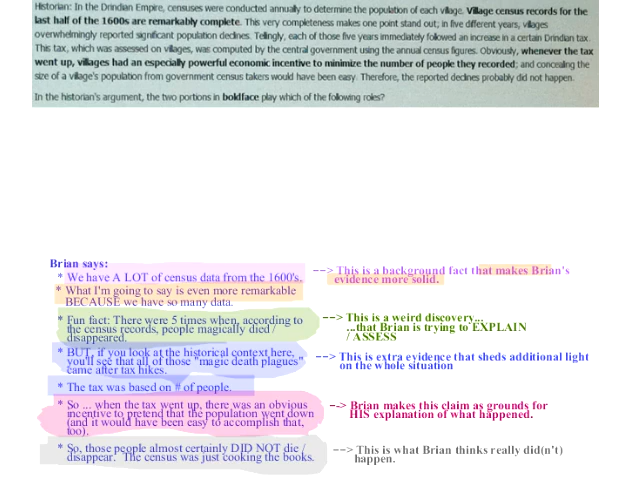 Historian: In the Drindian Empire, censuses were conducted annually to determine the population of each village. Village census records for the
last half of the 1600s are remarkably complete. This very completeness makes one point stand out; in five different years, villages
overwhelmingly reported significant population declines. Tellingly, each of those five years immediately followed an increase in a certain Drindian tax.
This tax, which was assessed on villages, was computed by the central government using the annual census figures. Obviously, whenever the tax
went up, villages had an especially powerful economic incentive to minimize the number of people they recorded; and concealing the
size of a village's population from government census takers would have been easy. Therefore, the reported declines probably did not happen.
In the historian's argument, the two portions in boldface play which of the following roles?
Brian says:
* We have A LOT of census data from the 1600's.
--> This is a background fact that makes Brian's
evidence more solid.
* What I'm going to say is even more remarkable
BECAUSE we have so many data.
* Fun fact: There were 5 times when, according to
the census records, people magically died /
disappeared.
--> This is a weird discovery...
...that Brian is trying to EXPLAIN
/ ASSESS
* BUT, if you look at the historical context here,
you'll see that all of those "magic death plagues"
came after tax hikes.
--> This is extra evidence that sheds additional light
on the whole situation
* The tax was based on # of people.
* So ... when the tax went up, there was an obvious
incentive to pretend that the population went down
(and it would have been easy to accomplish that,
too).
--> Brian makes this claim as grounds for
HIS explanation of what happened.
* So, those people almost certainly DID NOT die /
disappear. The census was just cooking the books.
--> This is what Brian thinks really did(n't)
happen.